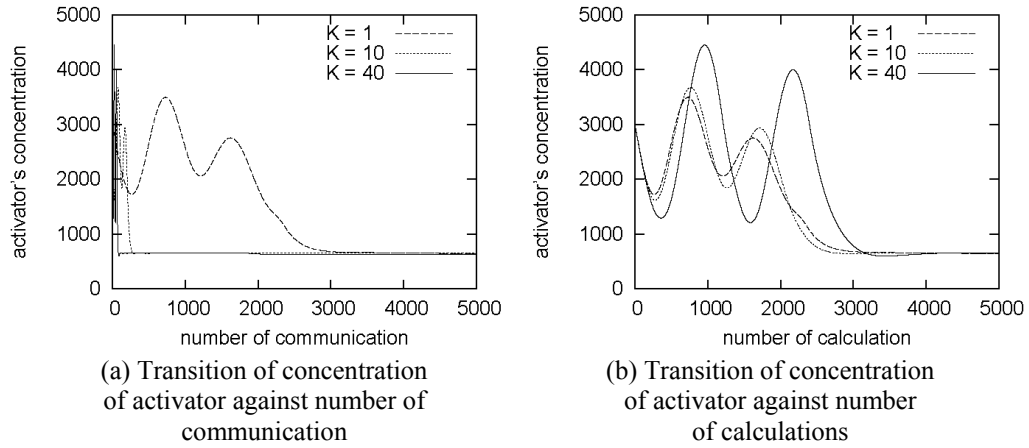 5000
4000
3000
2000
1000
0
activator's concentration
K = 1
K = 10
K = 40
0 1000 2000 3000 4000 5000
number of communication
(a) Transition of concentration
of activator against number of
communication
5000
4000
3000
2000
1000
0
activator's concentration
K = 1
K = 10
K = 40
0 1000 2000 3000 4000 5000
number of calculation
(b) Transition of concentration
of activator against number
of calculations